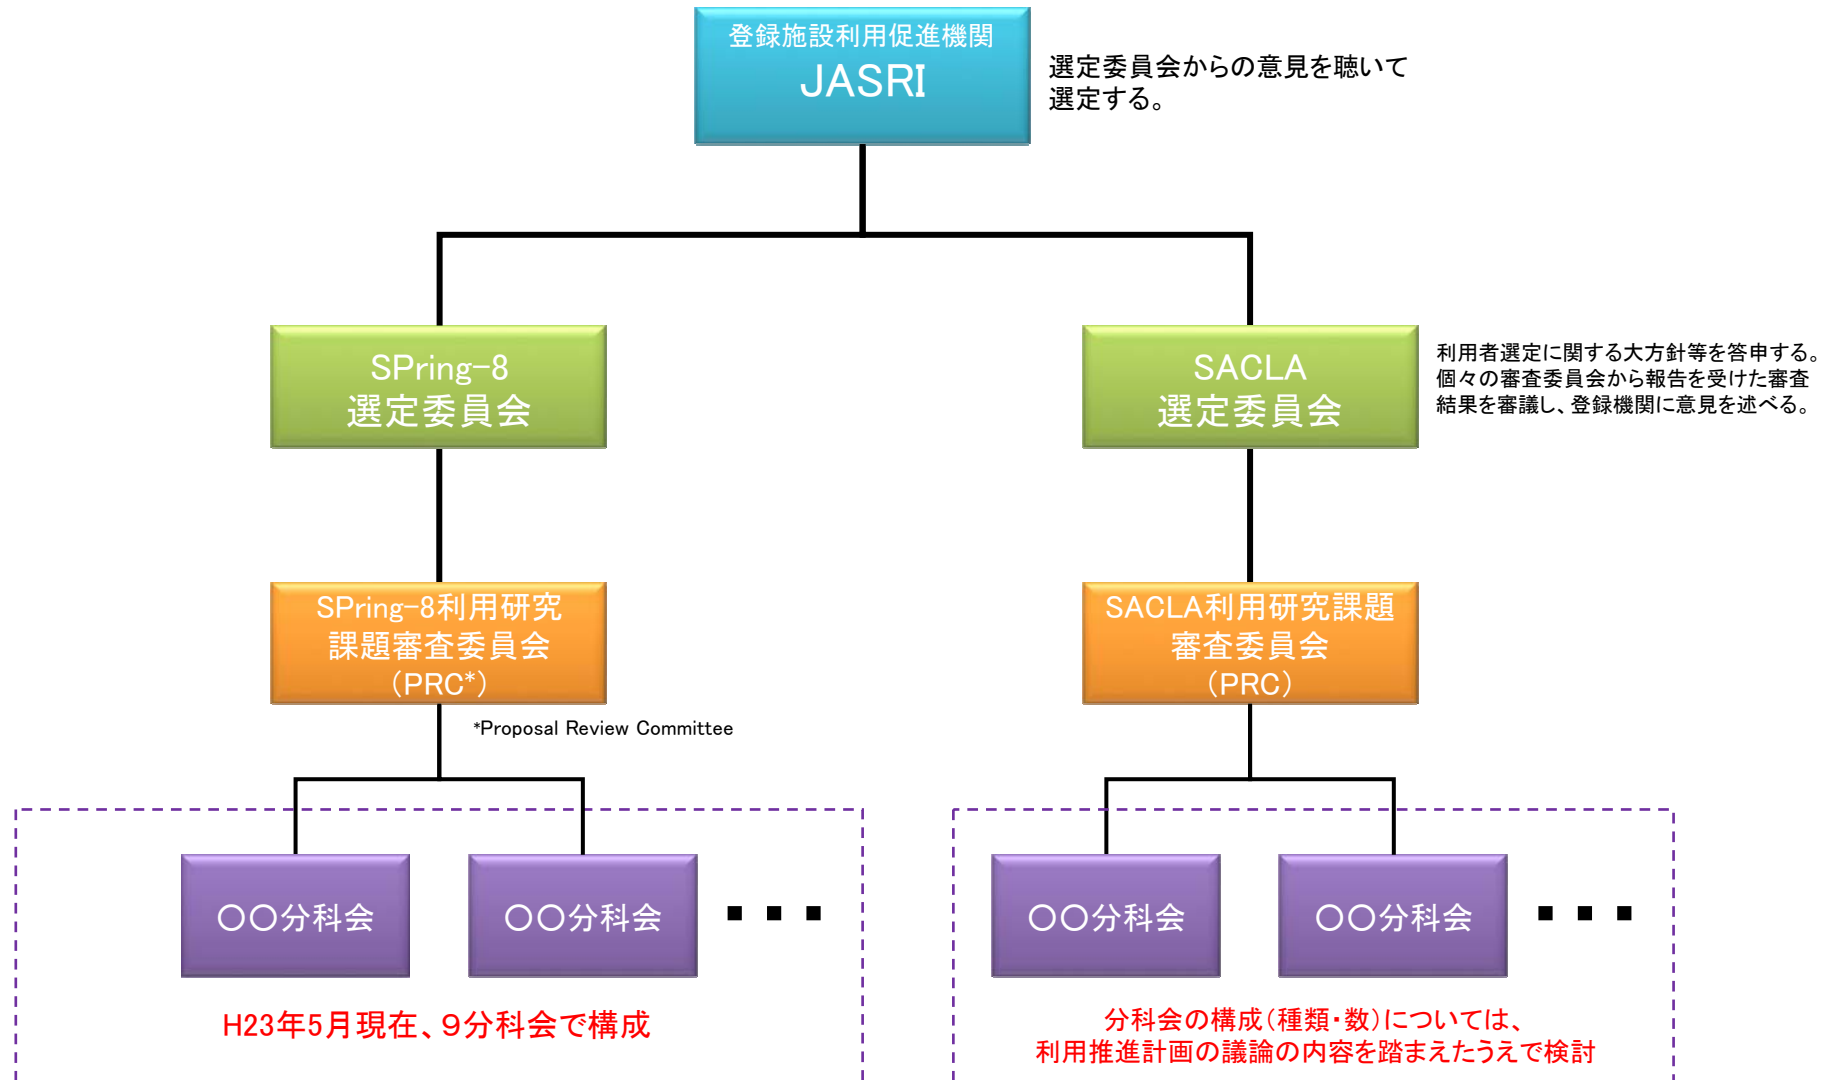 登録施設利用促進機関
JASRI
選定委員会からの意見を聴いて
選定する。
SPring-8
選定委員会
SACLA
選定委員会
利用者選定に関する大方針等を答申する。
個々の審査委員会から報告を受けた審査
結果を審議し、登録機関に意見を述べる。
SPring-8利用研究
課題審査委員会
(PRC*)
SACLA利用研究課題
審査委員会
(PRC)
*Proposal Review Committee
〇〇分科会
〇〇分科会
・・・
〇〇分科会
〇〇分科会
・・・
H23年5月現在、9分科会で構成
分科会の構成(種類・数)については、
利用推進計画の議論の内容を踏まえたうえで検討